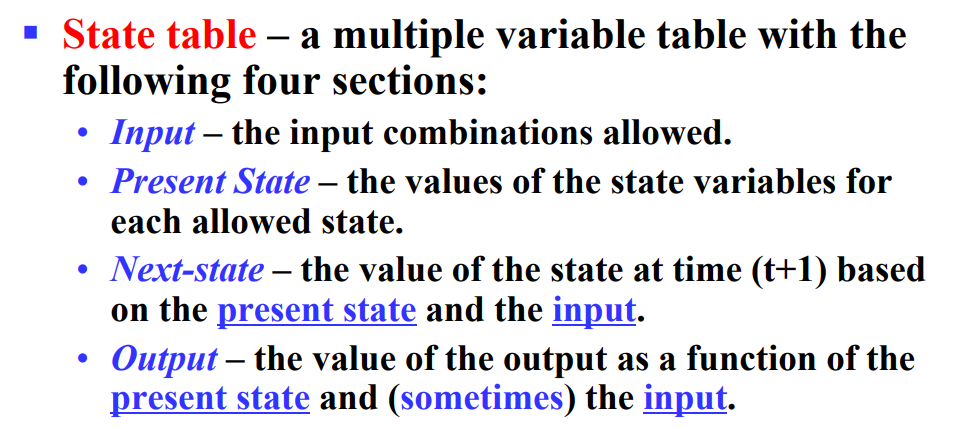 ▪ State table – a multiple variable table with the
following four sections:
• Input – the input combinations allowed.
• Present State – the values of the state variables for
each allowed state.
• Next-state – the value of the state at time (t+1) based
on the present state and the input.
• Output – the value of the output as a function of the
present state and (sometimes) the input.